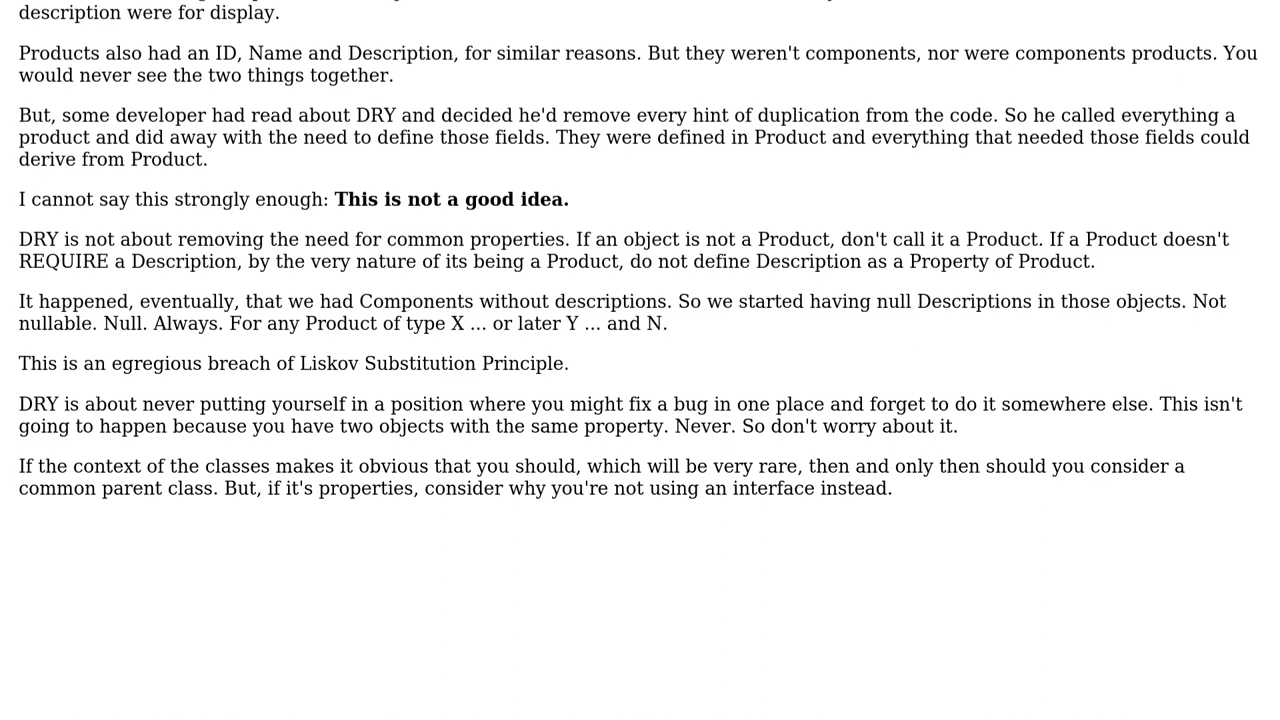 description were for display.
Products also had an ID, Name and Description, for similar reasons. But they weren't components, nor were components products. You
would never see the two things together.
But, some developer had read about DRY and decided he'd remove every hint of duplication from the code. So he called everything a
product and did away with the need to define those fields. They were defined in Product and everything that needed those fields could
derive from Product.
I cannot say this strongly enough: This is not a good idea.
DRY is not about removing the need for common properties. If an object is not a Product, don't call it a Product. If a Product doesn't
REQUIRE a Description, by the very nature of its being a Product, do not define Description as a Property of Product.
It happened, eventually, that we had Components without descriptions. So we started having null Descriptions in those objects. Not
nullable. Null. Always. For any Product of type X ... or later Y ... and N.
This is an egregious breach of Liskov Substitution Principle.
DRY is about never putting yourself in a position where you might fix a bug in one place and forget to do it somewhere else. This isn't
going to happen because you have two objects with the same property. Never. So don't worry about it.
If the context of the classes makes it obvious that you should, which will be very rare, then and only then should you consider a
common parent class. But, if it's properties, consider why you're not using an interface instead.